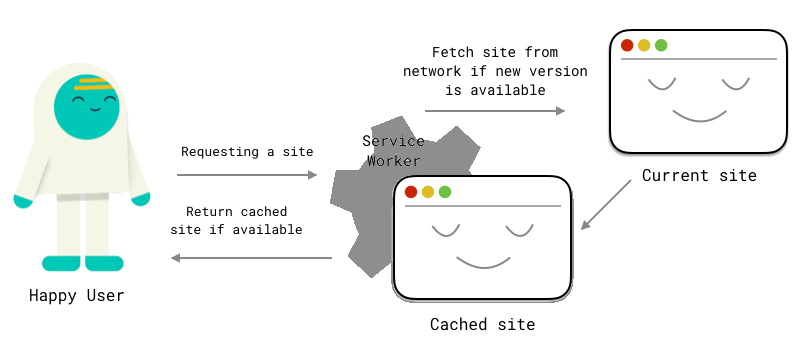 Fetch site from
network if new version
is available
Service
Worker
Requesting a site
Current site
Return cached
site if available
Happy User
Cached site